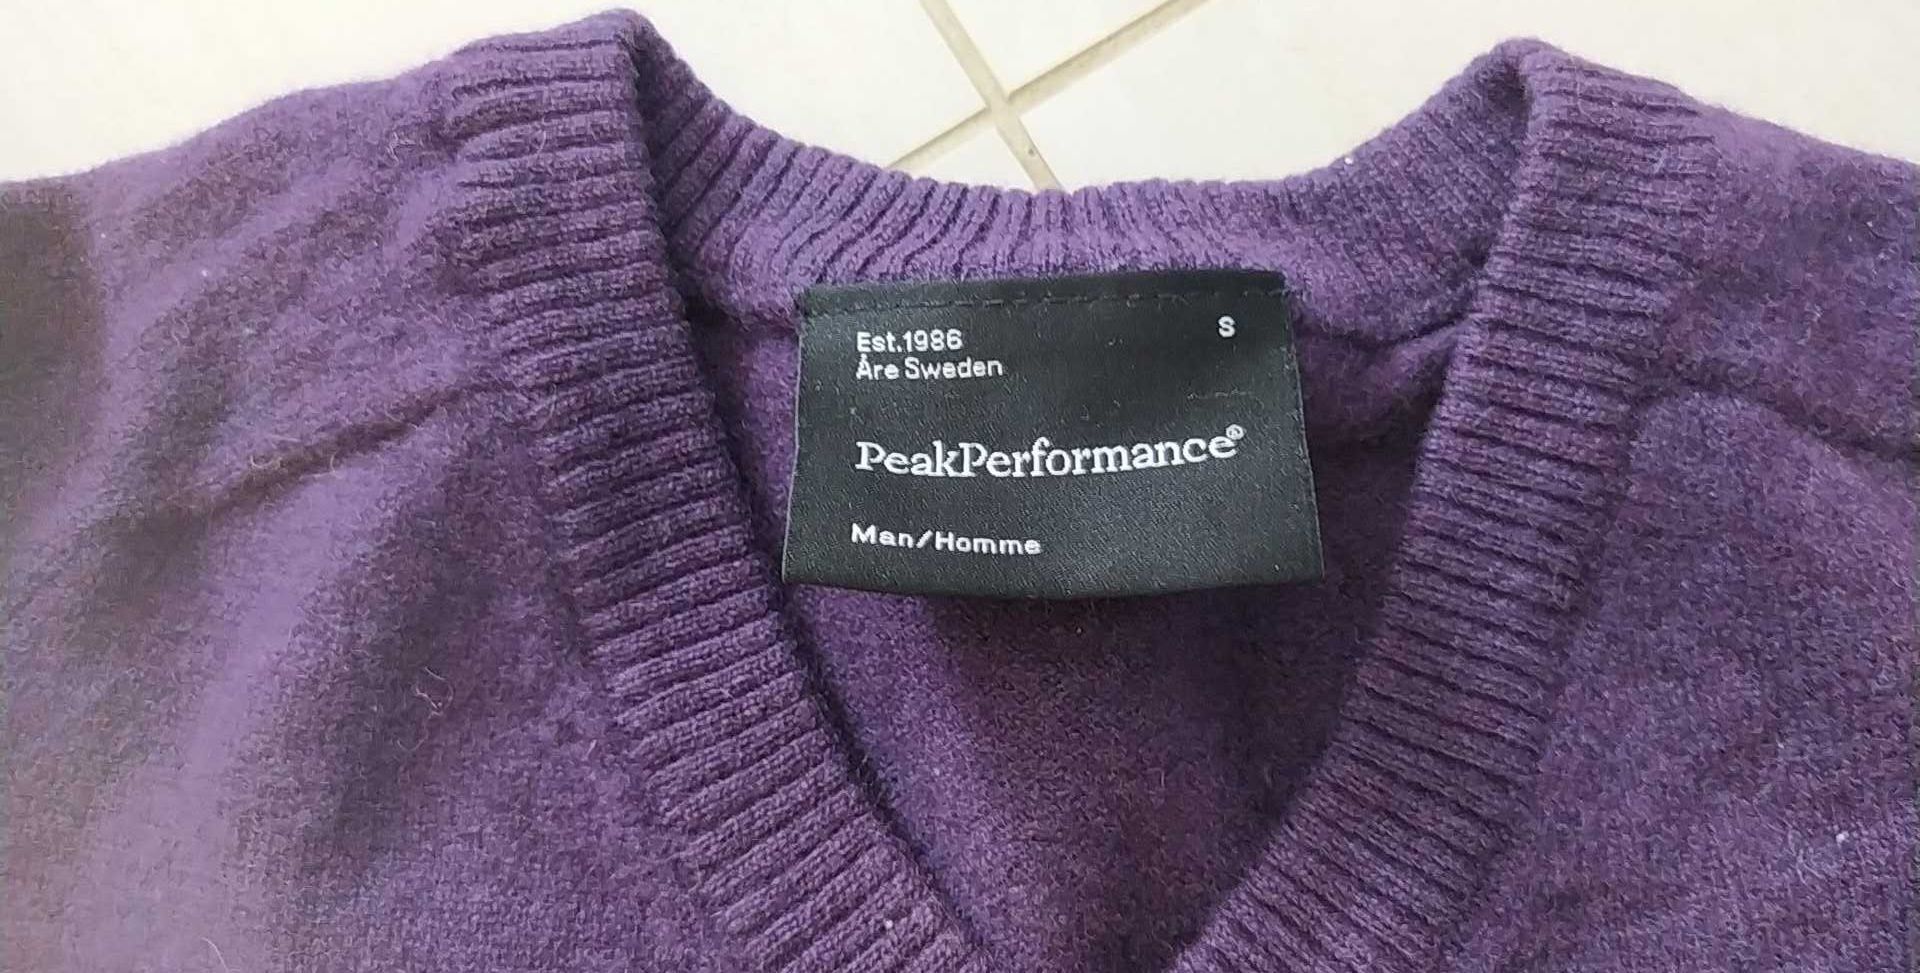 Est.1986
S
Åre Sweden
PeakPerformance®
Man/Homme